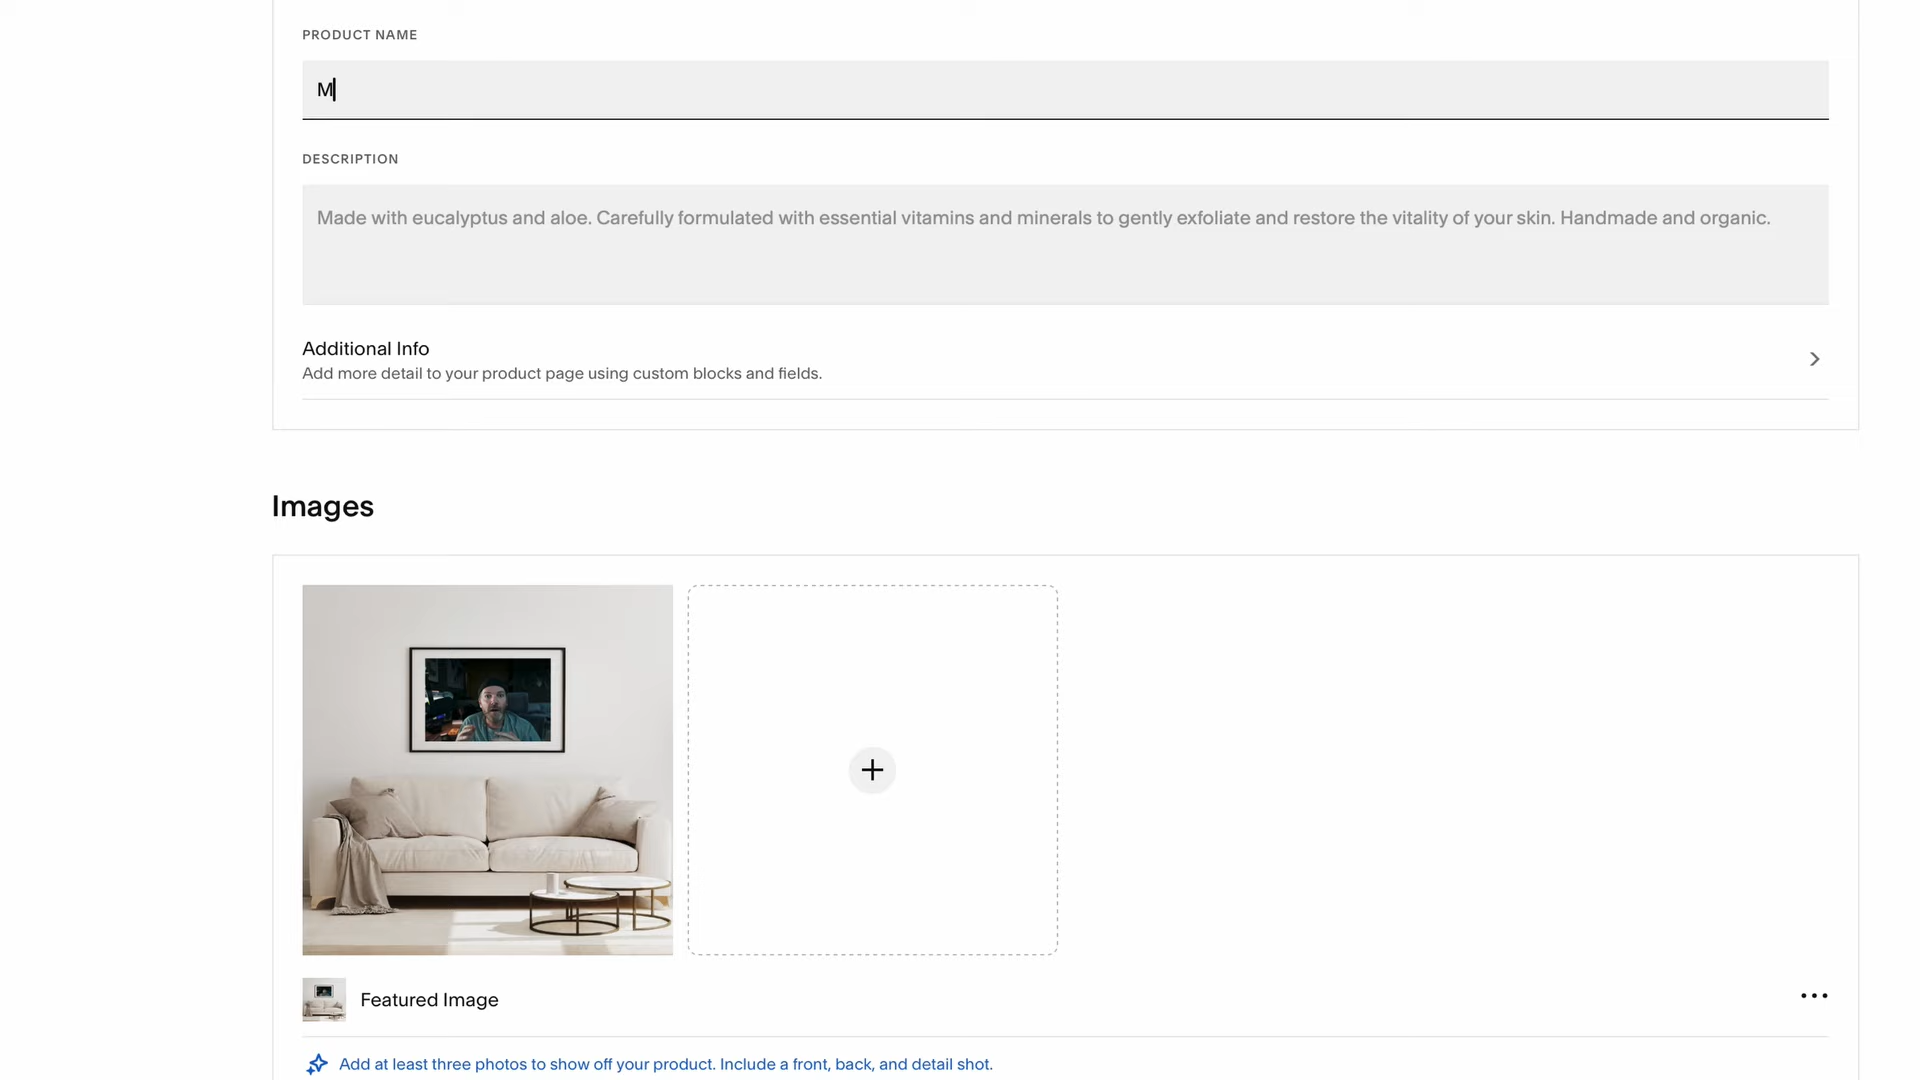 PRODUCT NAME
M
DESCRIPTION
Made with eucalyptus and aloe. Carefully formulated with essential vitamins and minerals to gently exfoliate and restore the vitality of your skin. Handmade and organic.
Additional Info
Add more detail to your product page using custom blocks and fields.
Images
Featured Image
Add at least three photos to show off your product. Include a front, back, and detail shot.